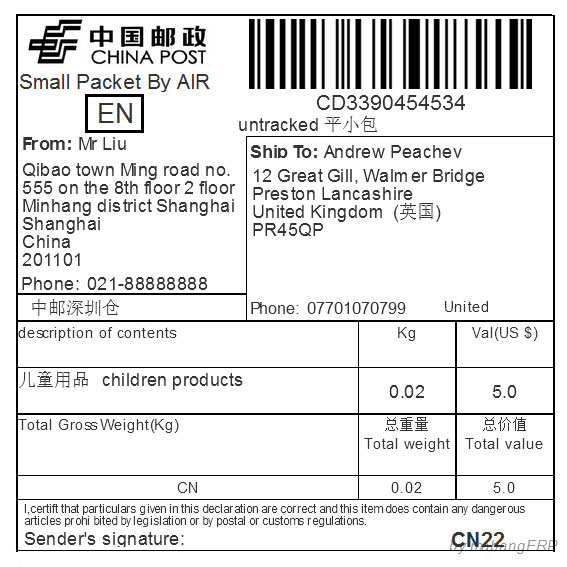 中国邮政
CHINA POST
Small Packet By AIR
EN
CD3390454534
untracked 平小包
From: Mr Liu
Qibao town Ming road no.
555 on the 8th floor 2 floor
Minhang district Shanghai
Shanghai
China
201101
Phone: 021-88888888
Ship To: Andrew Peachev
12 Great Gill, Walmer Bridge
Preston Lancashire
United Kingdom (英国)
PR45QP
中邮深圳仓
Phone: 07701070799 United
description of contents Kg Val(US $)
儿童用品 children products 0.02 5.0
Total Gross Weight(Kg) 总重量 总价值
Total weight Total value
CN 0.02 5.0
I,certify that particulars given in this declaration are correct and this item does contain any dangerous
articles prohi bited by legislation or by postal or customs regulations.
Sender's signature: CN22